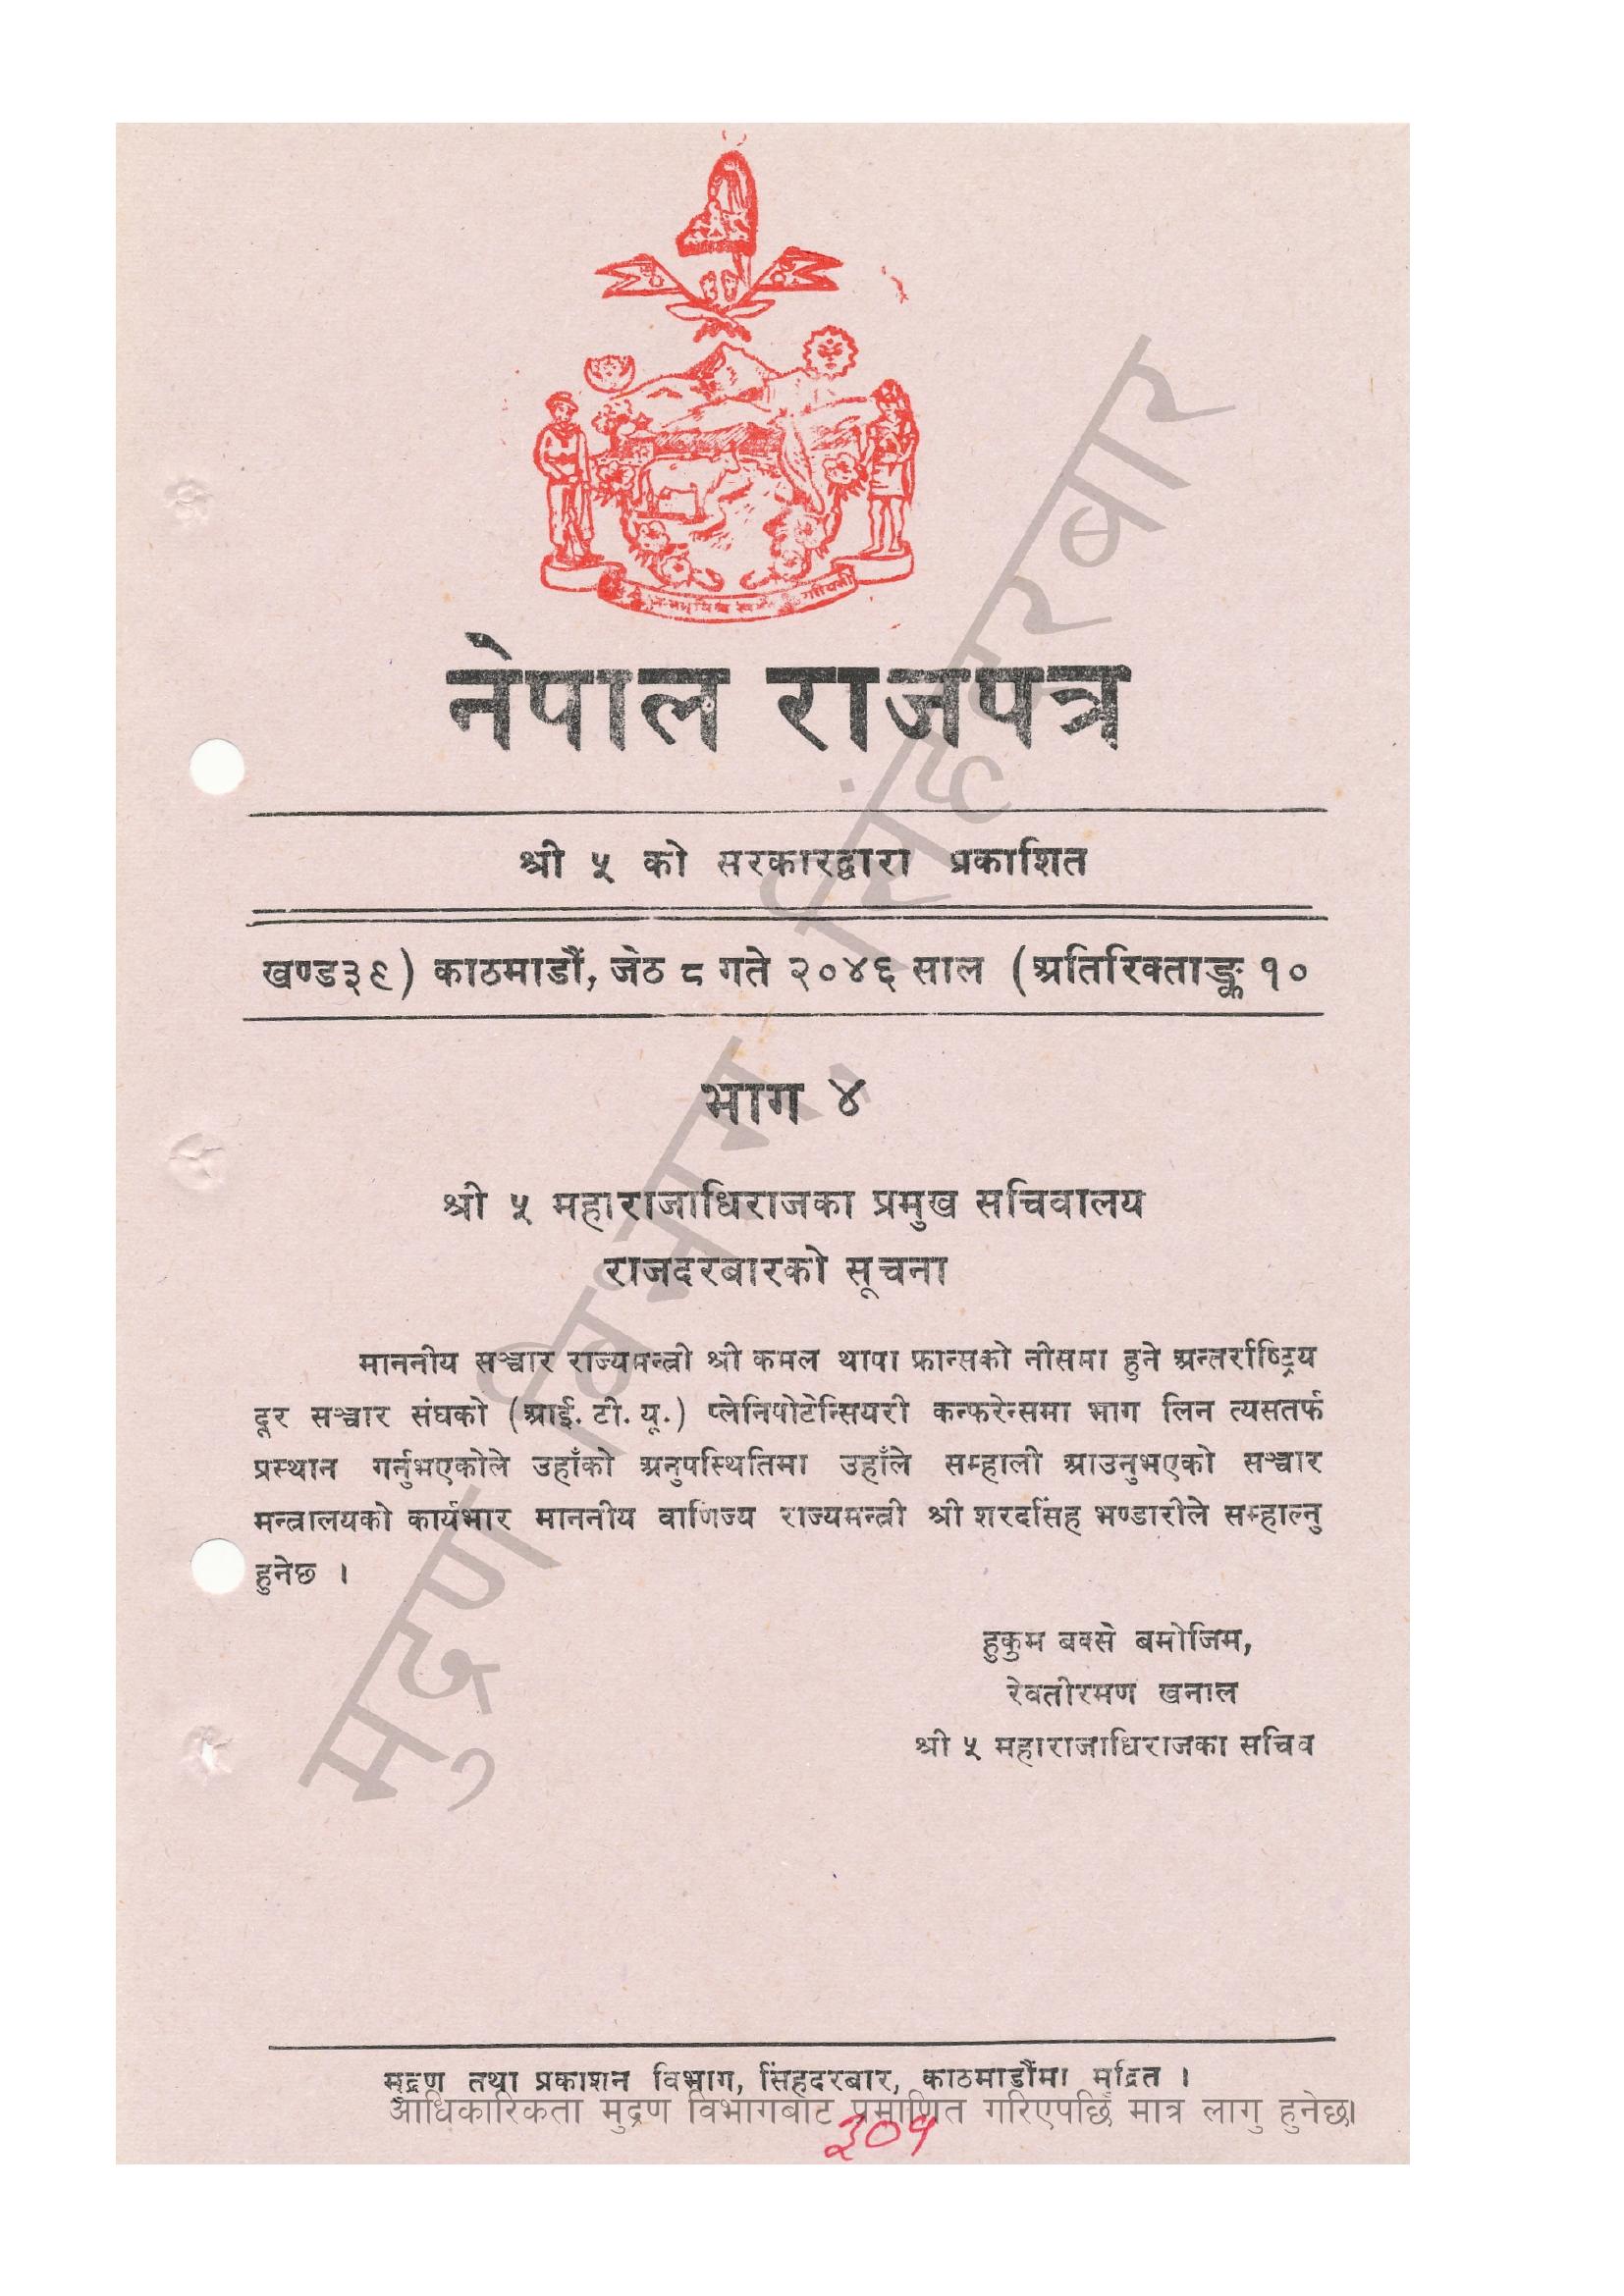 नेपाल राजपत्र
श्री ५ को सरकारद्वारा प्रकाशित
खण्ड३९) काठमाडौं, जेठ ८ गते २०४६ साल (अतिरिक्ताङ्क १०
भाग ४
श्री ५ महाराजाधिराजका प्रमुख सचिवालय
राजदरबारको सूचना
माननीय सञ्चार राज्यमन्त्री श्री कमल थापा फ्रान्सको नीसमा हुने अन्तर्राष्ट्रिय
दूर सञ्चार संघको (आई. टी. यू.) प्लेनिपोटेन्सियरी कन्फरेन्समा भाग लिन त्यसतर्फ
प्रस्थान गर्नुभएकोले उहाँको अनुपस्थितिमा उहाँले सम्हाली आउनुभएको सञ्चार
मन्त्रालयको कार्यभार माननीय वाणिज्य राज्यमन्त्री श्री शरदसिंह भण्डारीले सम्हाल्नु
हुनेछ ।
हुकुम बक्से बमोजिम,
रेवतीरमण खनाल
श्री ५ महाराजाधिराजका सचिव
मुद्रण विभाग, सिंहदरबार
मुद्रण तथा प्रकाशन विभाग, सिंहदरबार, काठमाडौंमा मुद्रित ।
आधिकारिकता मुद्रण विभागबाट प्रमाणित गरिएपछि मात्र लागु हुनेछ।
३०१